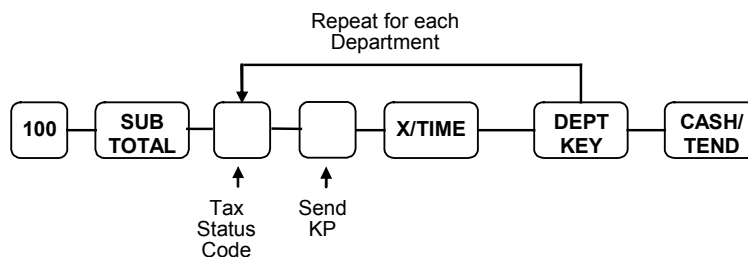 Repeat for each
Department
100
SUB
TOTAL
X/TIME
DEPT
KEY
CASH/
TEND
Tax
Status
Code
Send
KP